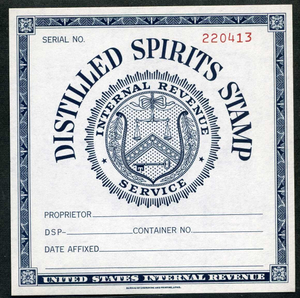 SERIAL NO. 220413
DISTILLED SPIRITS STAMP
INTERNAL REVENUE
SERVICE
PROPRIETOR
DSP- CONTAINER NO.
DATE AFFIXED
UNITED STATES INTERNAL REVENUE